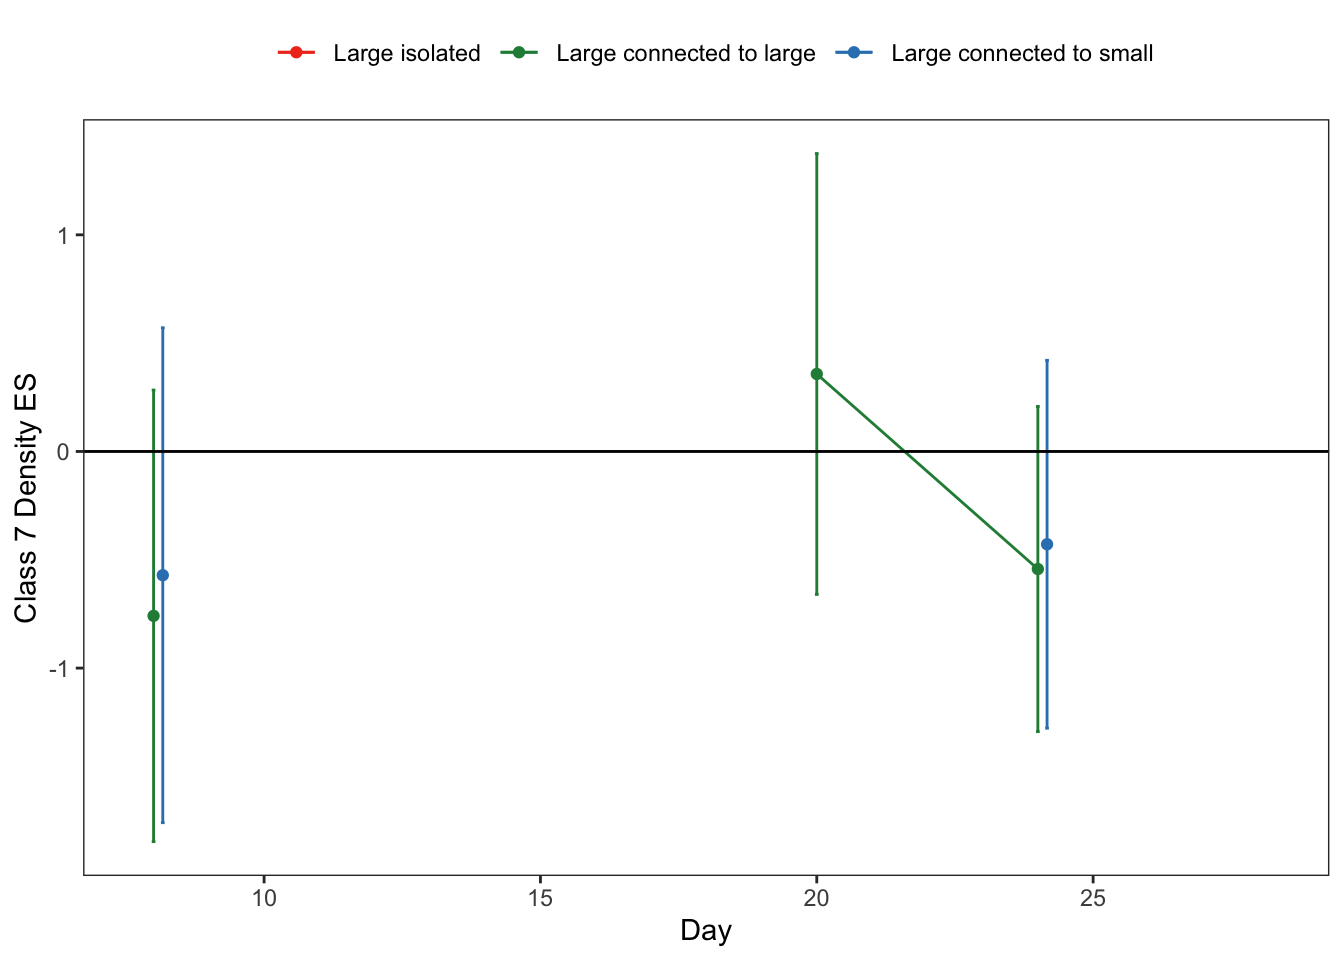 Large isolated Large connected to large Large connected to small
Class 7 Density ES
1
0
-1
10 15 20 25
Day